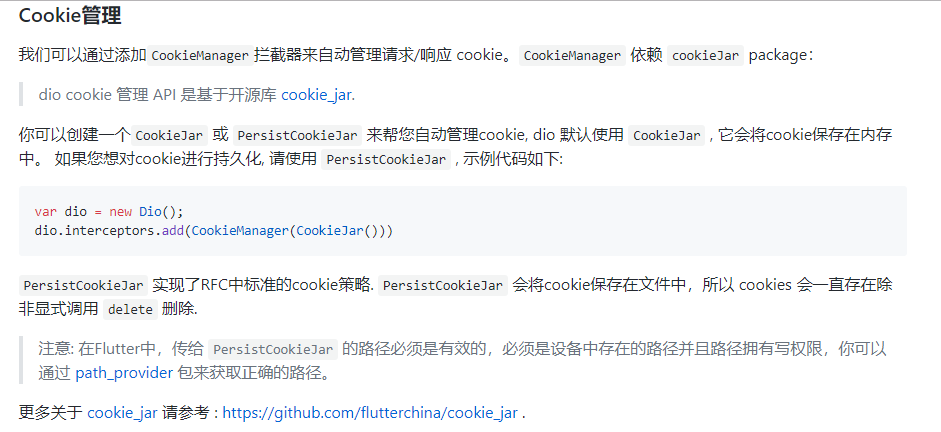 Cookie管理
我们可以通过添加 CookieManager 拦截器来自动管理请求/响应 cookie。 CookieManager 依赖 cookieJar package：
dio cookie 管理 API 是基于开源库 cookie_jar.
你可以创建一个 CookieJar 或 PersistCookieJar 来帮您自动管理cookie, dio 默认使用 CookieJar , 它会将cookie保存在内存
中。 如果您想对cookie进行持久化, 请使用 PersistCookieJar , 示例代码如下:
var dio = new Dio();
dio.interceptors.add(CookieManager(CookieJar()))
PersistCookieJar 实现了RFC中标准的cookie策略. PersistCookieJar 会将cookie保存在文件中，所以 cookies 会一直存在除
非显式调用 delete 删除.
注意: 在Flutter中，传给 PersistCookieJar 的路径必须是有效的，必须是设备中存在的路径并且路径拥有写权限，你可以
通过 path_provider 包来获取正确的路径。
更多关于 cookie_jar 请参考 : https://github.com/flutterchina/cookie_jar .